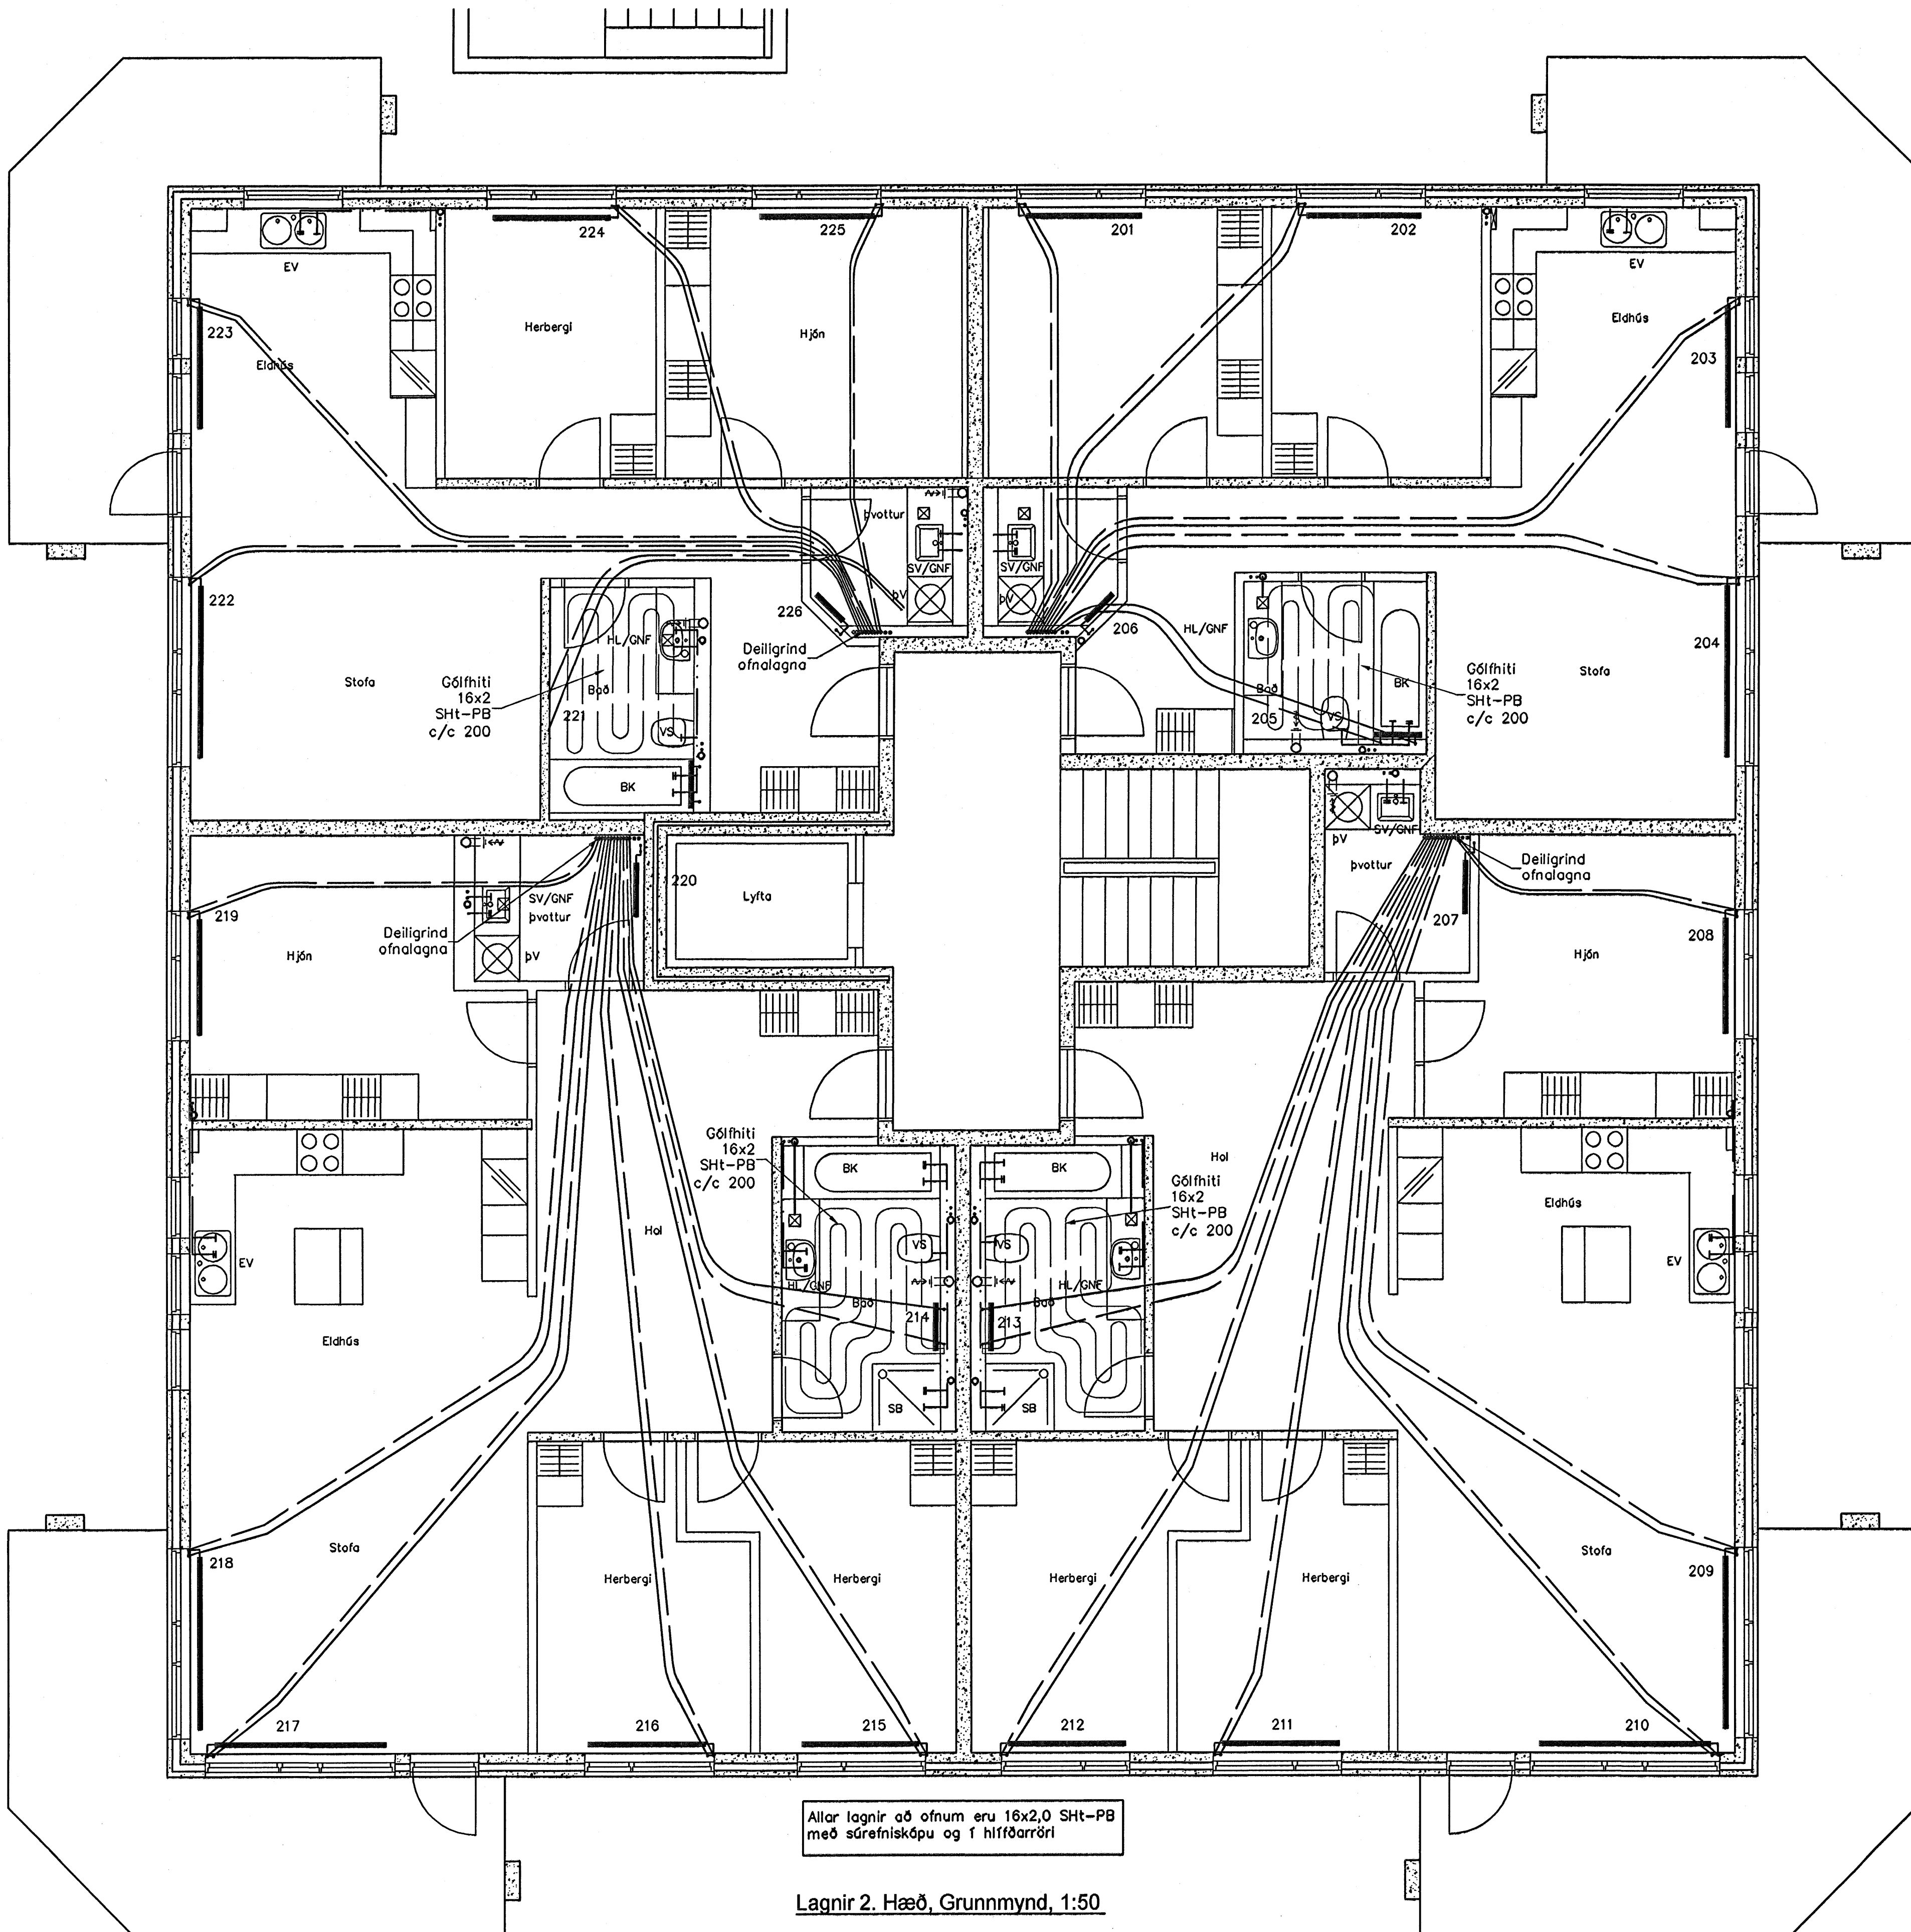 224
225
201
202
EV
EV
Herbergi
Hjón
Eldhús
223
Eldhús
203
þvottur
SV/GNF
SV/GNF
þV
þV
222
226
206
HL/GNF
HL/GNF
204
Deiligrind
ofnalagna
Stofa
Gólfhiti
16x2
SHt-PB
c/c 200
Bað
221
VS
BK
Bað
205
VS
BK
Gólfhiti
16x2
SHt-PB
c/c 200
Stofa
SV/GNF
þV
þvottur
Deiligrind
ofnalagna
220
Lyfta
219
SV/GNF
þvottur
þV
Deiligrind
ofnalagna
Hjón
207
208
Hjón
Gólfhiti
16x2
SHt-PB
c/c 200
BK
BK
Hol
Gólfhiti
16x2
SHt-PB
c/c 200
Eldhús
Hol
EV
VS
VS
EV
HL/GNF
Bað
214
HL/GNF
Bað
213
Eldhús
SB
SB
218
Stofa
Herbergi
Herbergi
Herbergi
Herbergi
Stofa
209
217
216
215
212
211
210
Allar lagnir að ofnum eru 16x2,0 SHt-PB
með súrefniskápu og í hlífðarröri
Lagnir 2. Hæð, Grunnmynd, 1:50